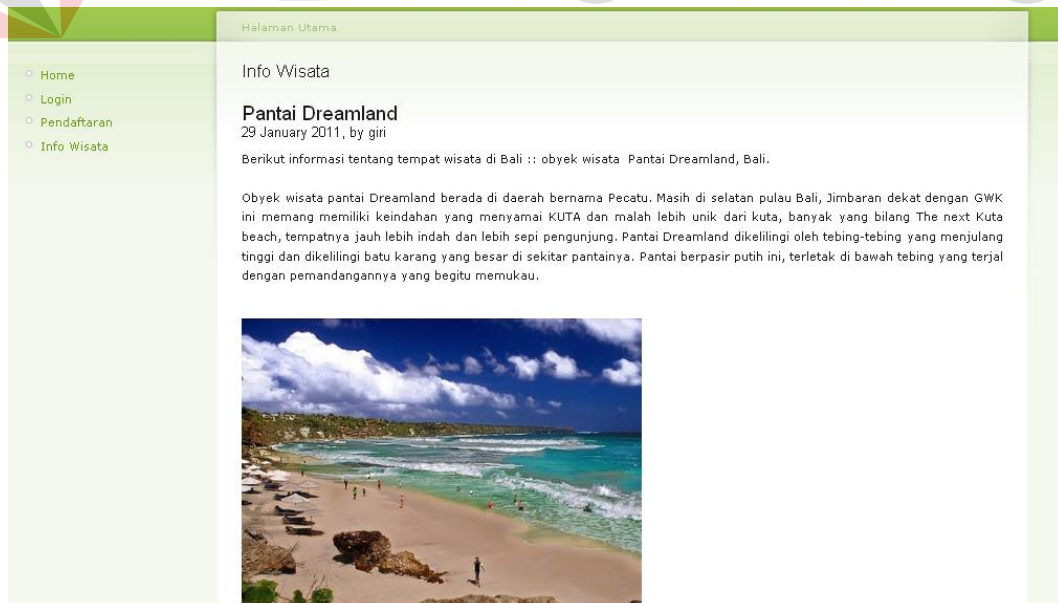 Halaman Utama
Home
Login
Pendaftaran
Info Wisata
Info Wisata
Pantai Dreamland
29 January 2011, by giri
Berikut informasi tentang tempat wisata di Bali :: obyek wisata Pantai Dreamland, Bali.
Obyek wisata pantai Dreamland berada di daerah bernama Pecatu. Masih di selatan pulau Bali, Jimbaran dekat dengan GWK
ini memang memiliki keindahan yang menyamai KUTA dan malah lebih unik dari kuta, banyak yang bilang The next Kuta
beach, tempatnya jauh lebih indah dan lebih sepi pengunjung. Pantai Dreamland dikelilingi oleh tebing-tebing yang menjulang
tinggi dan dikelilingi batu karang yang besar di sekitar pantainya. Pantai berpasir putih ini, terletak di bawah tebing yang terjal
dengan pemandangannya yang begitu memukau.